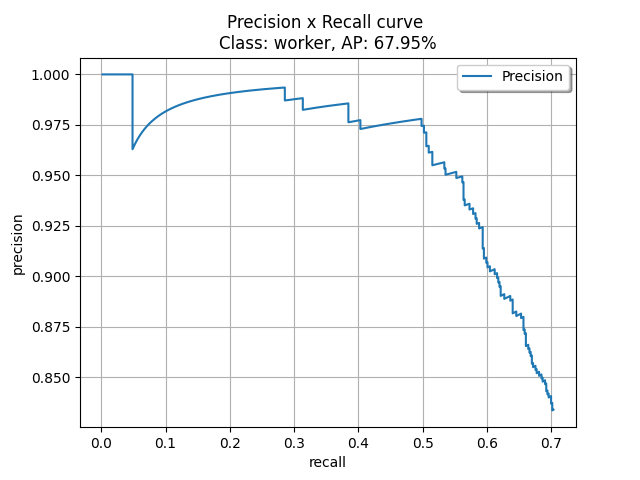 Precision x Recall curve
Class: worker, AP: 67.95%
Precision
1.000
0.975
0.950
0.925
0.900
0.875
0.850
precision
0.0 0.1 0.2 0.3 0.4 0.5 0.6 0.7
recall